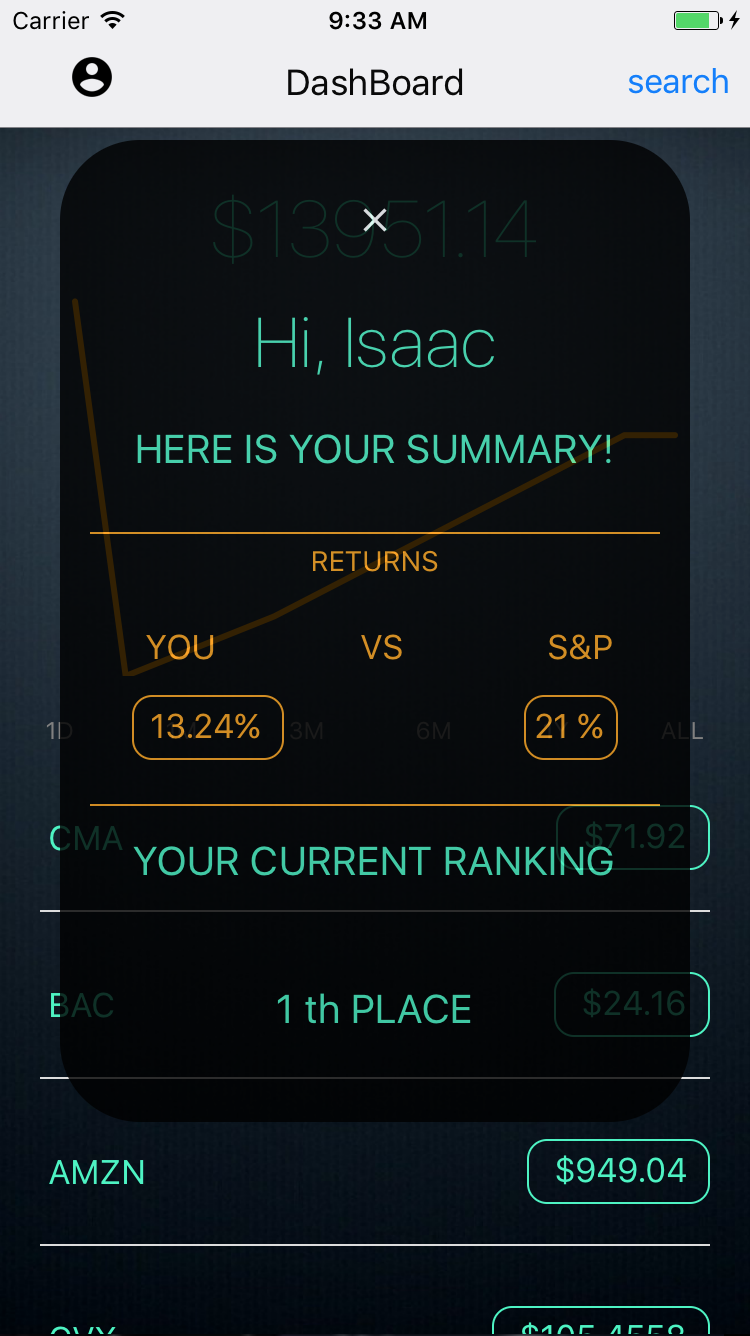 Carrier 9:33 AM
DashBoard search
$13951.14
Hi, Isaac
HERE IS YOUR SUMMARY!
RETURNS
YOU VS S&P
13.24% 21 %
1D 3M 6M ALL
CMA $71.92
YOUR CURRENT RANKING
BAC $24.16
1 th PLACE
AMZN $949.04